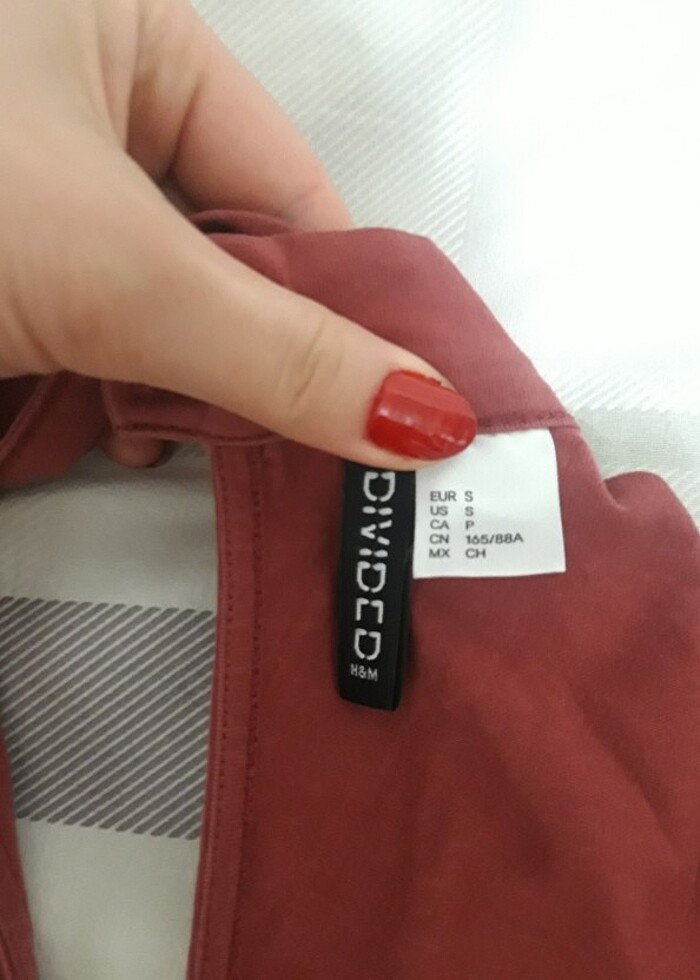 DIVIDED
H&M
EUR S
US S
CA P
CN 165/88A
MX CH